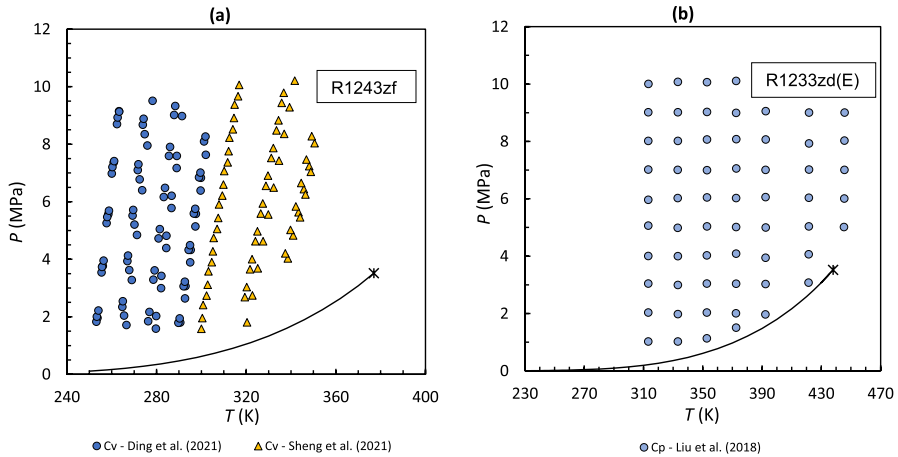 (a)
12
10
8
6
4
2
0
P (MPa)
R1243zf
240 280 320 360 400
T (K)
Cv - Ding et al. (2021) Cv - Sheng et al. (2021)
(b)
12
10
8
6
4
2
0
P (MPa)
R1233zd(E)
230 270 310 350 390 430 470
T (K)
Cp - Liu et al. (2018)